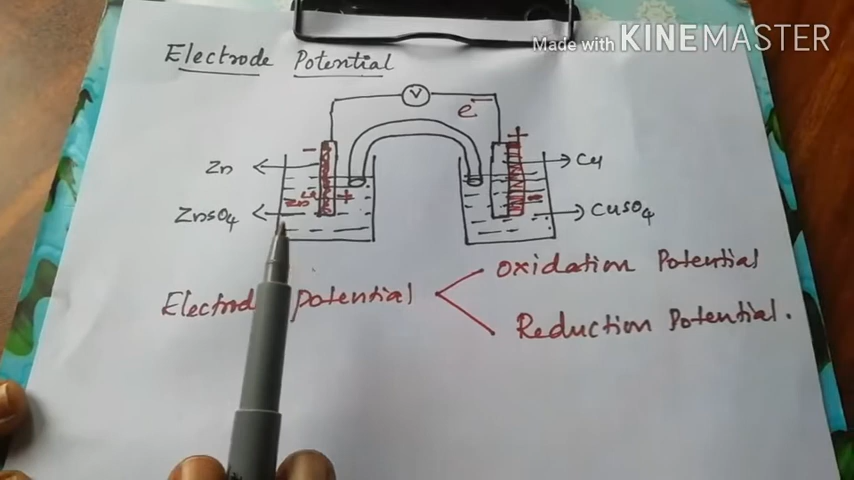 Made with KINEMASTER
Electrode Potential
V
e⁻
Zn
Cu
ZnSO4
CuSO4
Electrode Potential
Oxidation Potential
Reduction Potential.